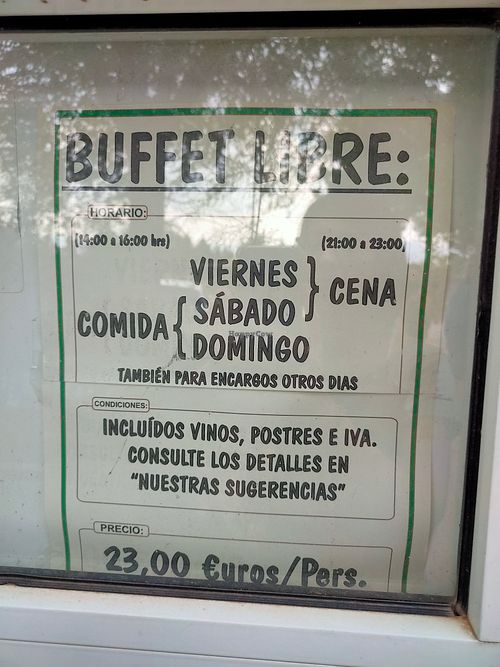 BUFFET LIBRE:
HORARIO:
(14:00 a 16:00 hrs) (21:00 a 23:00)
VIERNES
COMIDA SÁBADO CENA
DOMINGO
TAMBIÉN PARA ENCARGOS OTROS DIAS
CONDICIONES:
INCLUÍDOS VINOS, POSTRES E IVA.
CONSULTE LOS DETALLES EN
"NUESTRAS SUGERENCIAS"
PRECIO:
23,00 €uros/Pers.
HappyCow